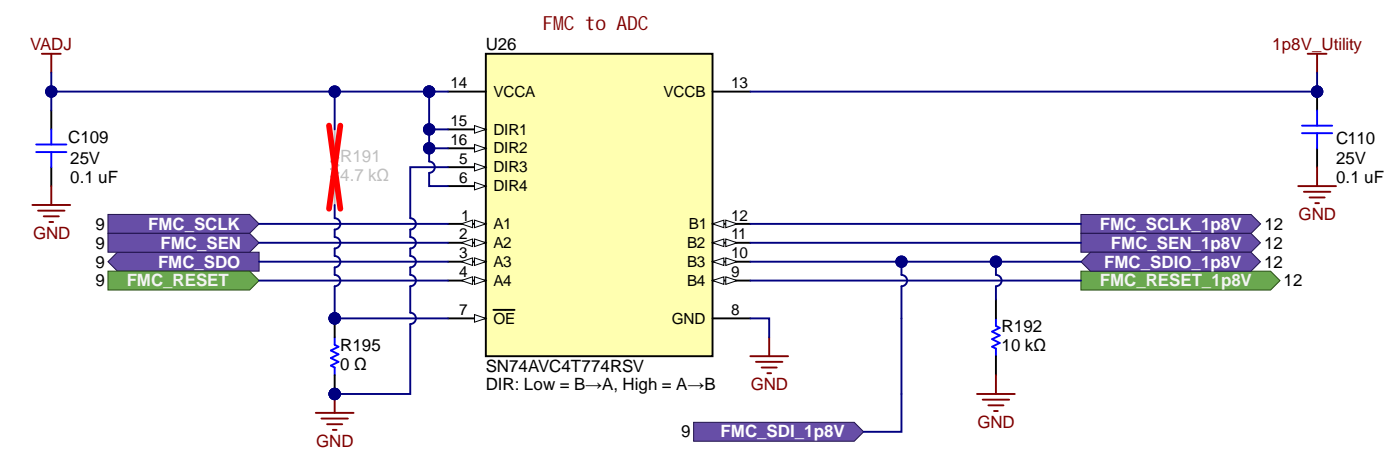 FMC to ADC
VADJ
U26
1p8V_Utility
14 VCCA VCCB 13
C109
25V
0.1 uF
GND
R191
4.7 kΩ
15 DIR1
16 DIR2
5 DIR3
6 DIR4
C110
25V
0.1 uF
GND
9 FMC_SCLK 1 A1 B1 12 FMC_SCLK_1p8V 12
9 FMC_SEN 2 A2 B2 11 FMC_SEN_1p8V 12
9 FMC_SDO 3 A3 B3 10 FMC_SDIO_1p8V 12
9 FMC_RESET 4 A4 B4 9 FMC_RESET_1p8V 12
7 OE GND 8
R195
0 Ω
GND
R192
10 kΩ
GND
SN74AVC4T774RSV
DIR: Low = B→A, High = A→B
GND
9 FMC_SDI_1p8V